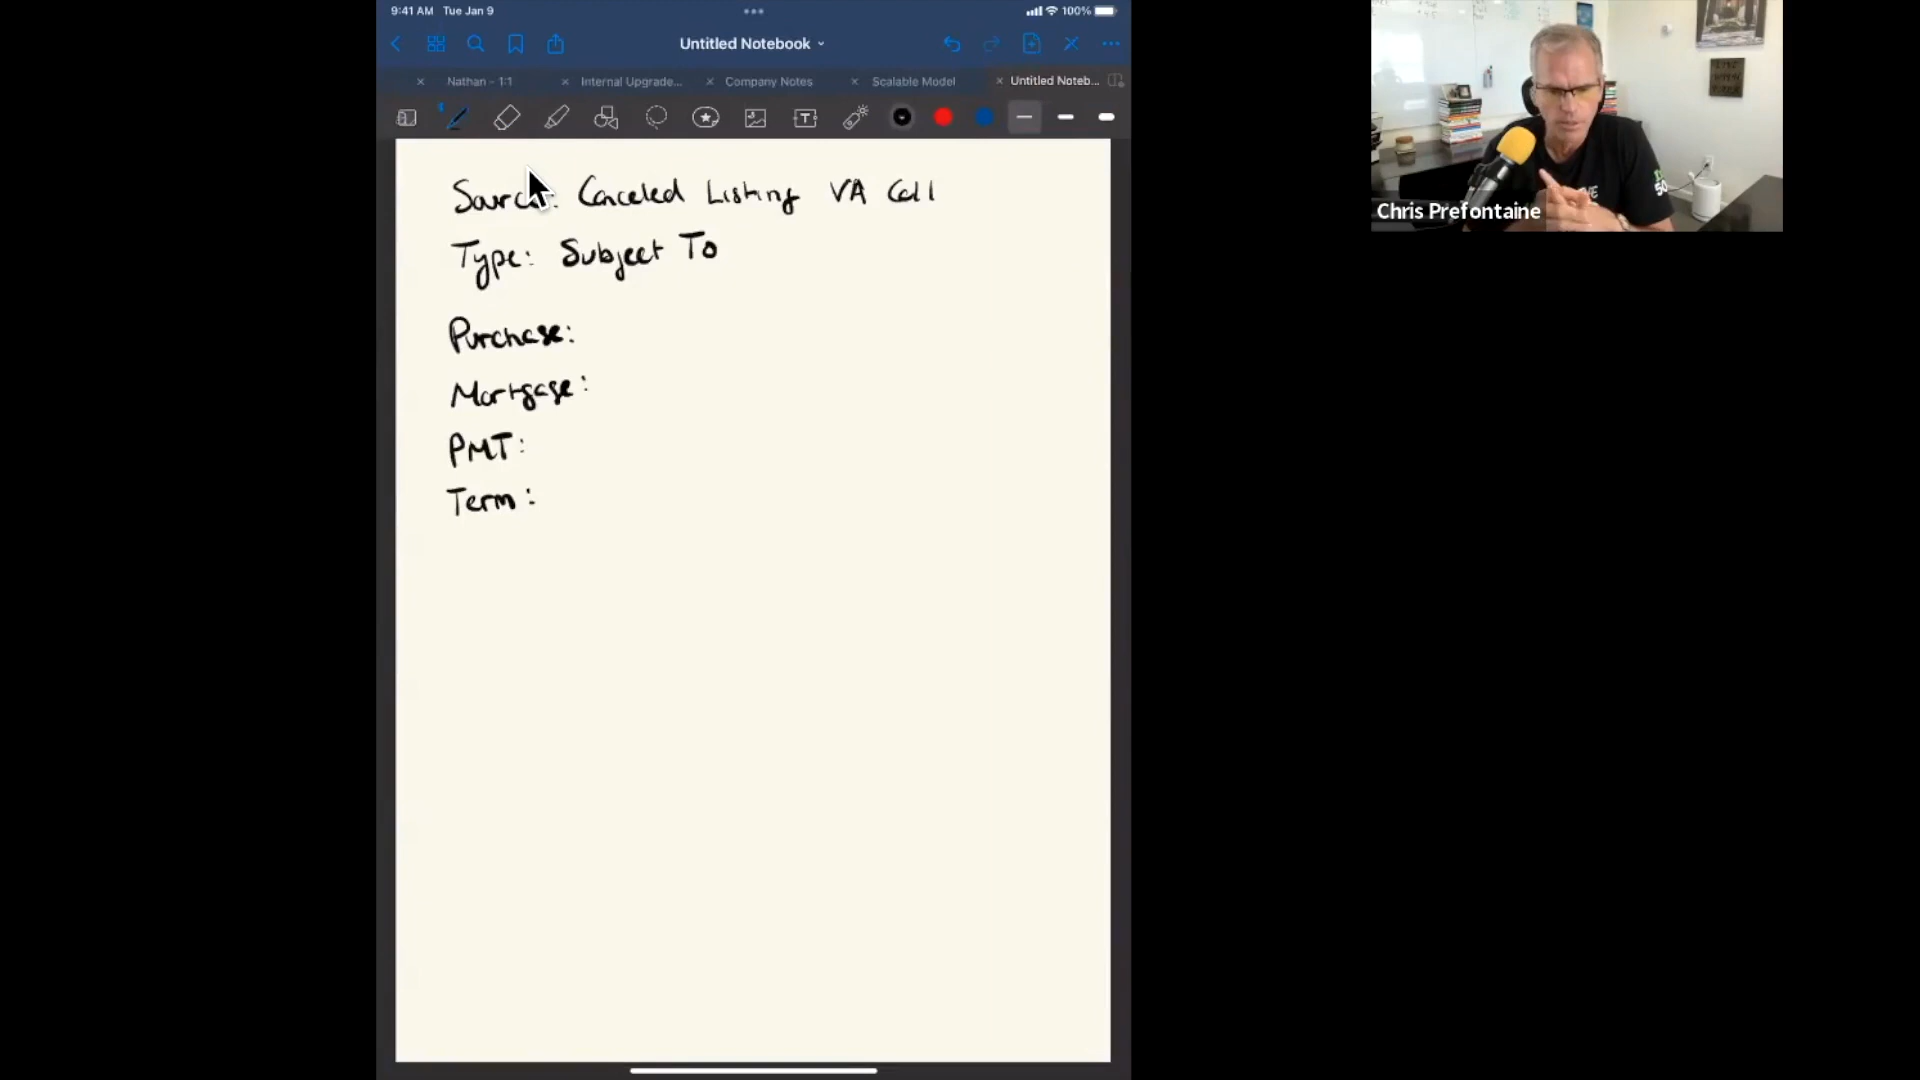 9:41 AM Tue Jan 9
100%
Untitled Notebook
Nathan - 1:1
Internal Upgrade...
Company Notes
Scalable Model
Untitled Noteb...
Source: Canceled Listing VA Call
Type: Subject To
Purchase:
Mortgage:
PMT:
Term:
Chris Prefontaine